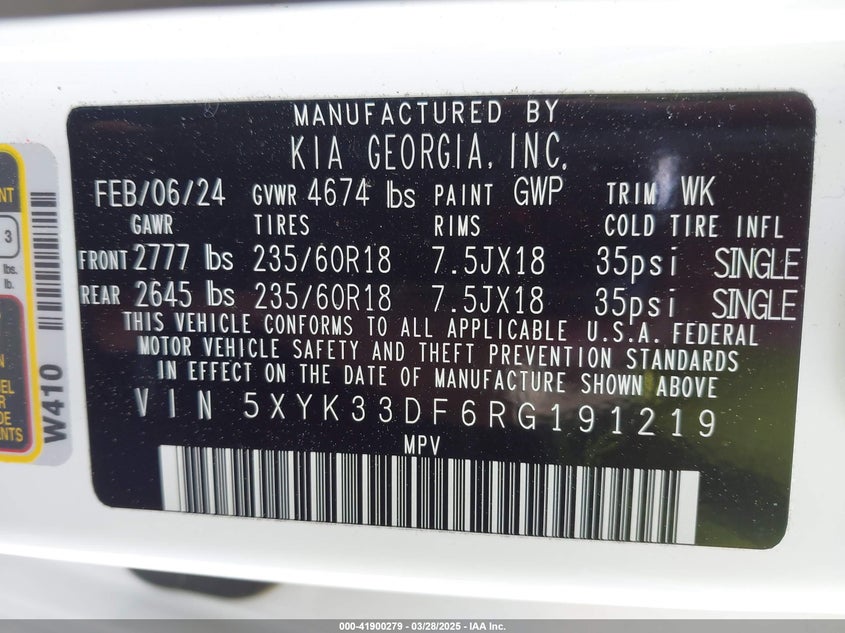 MANUFACTURED BY
KIA GEORGIA, INC.
FEB/06/24 GVWR 4674 lbs PAINT GWP TRIM WK
GAWR TIRES RIMS COLD TIRE INFL
FRONT 2777 lbs 235/60R18 7.5JX18 35psi SINGLE
REAR 2645 lbs 235/60R18 7.5JX18 35psi SINGLE
THIS VEHICLE CONFORMS TO ALL APPLICABLE U.S.A. FEDERAL
MOTOR VEHICLE SAFETY AND THEFT PREVENTION STANDARDS
IN EFFECT ON THE DATE OF MANUFACTURE SHOWN ABOVE
VIN 5XYK33DF6RG191219
MPV
3
lbs.
lb.
W410
000-41900279 | 03/28/2025 | IAA Inc.